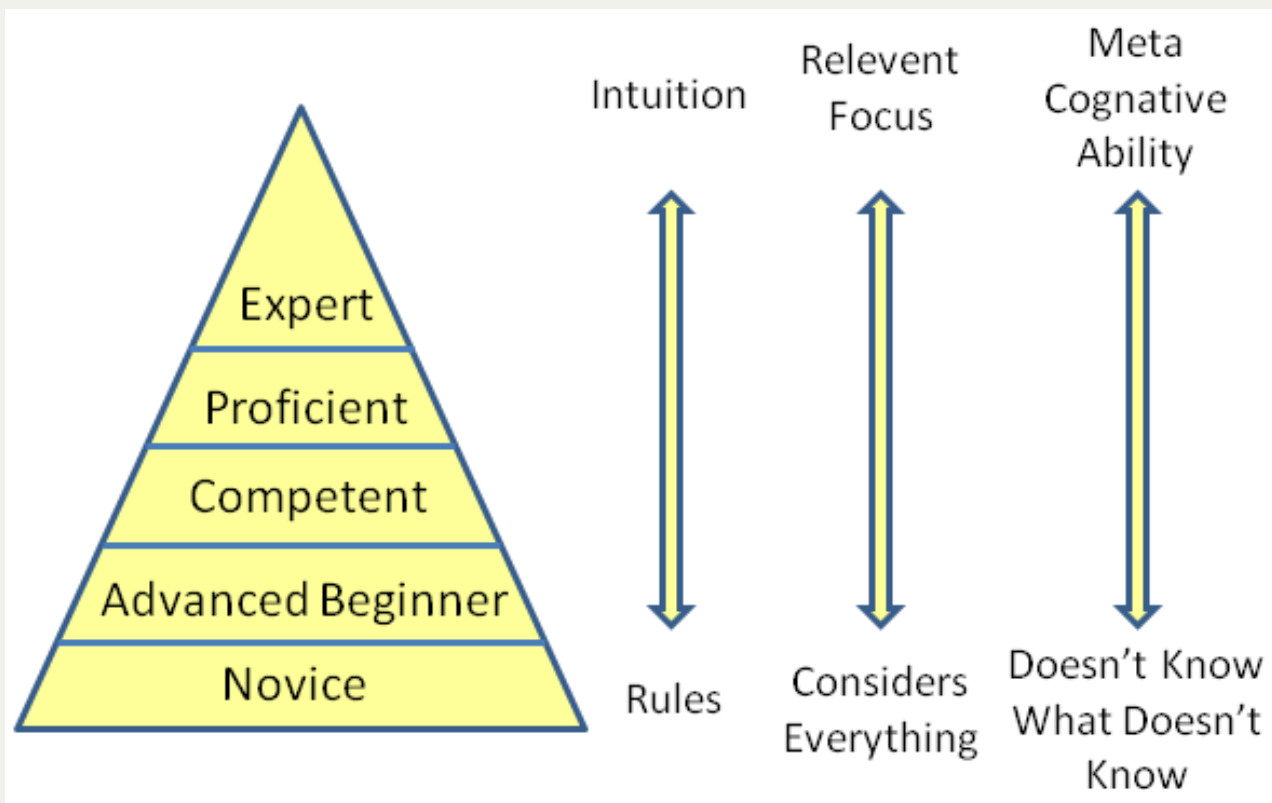 Expert
Proficient
Competent
Advanced Beginner
Novice
Intuition
Rules
Relevent
Focus
Considers
Everything
Meta
Cognative
Ability
Doesn't Know
What Doesn't
Know